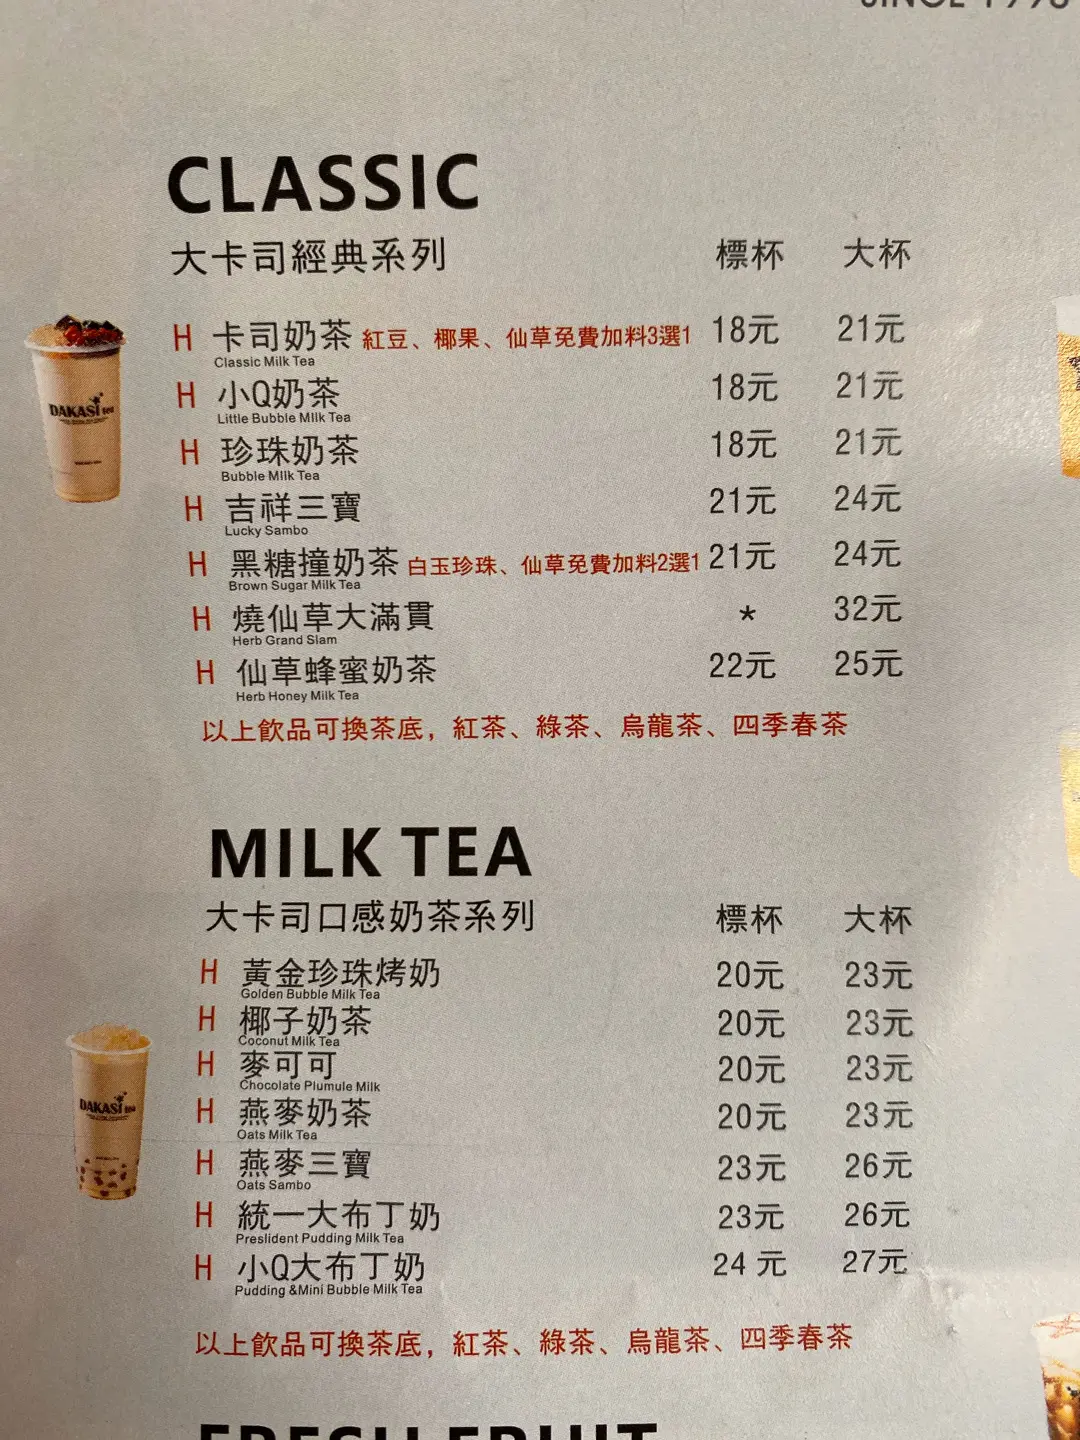 SINCE 1998
CLASSIC
大卡司經典系列 標杯 大杯
H 卡司奶茶 紅豆、椰果、仙草免費加料3選1 18元 21元
Classic Milk Tea
H 小Q奶茶 18元 21元
Little Bubble MIlk Tea
H 珍珠奶茶 18元 21元
Bubble Milk Tea
H 吉祥三寶 21元 24元
Lucky Sambo
H 黑糖撞奶茶 白玉珍珠、仙草免費加料2選1 21元 24元
Brown Sugar Milk Tea
H 燒仙草大滿貫 * 32元
Herb Grand Slam
H 仙草蜂蜜奶茶 22元 25元
Herb Honey Milk Tea
以上飲品可換茶底，紅茶、綠茶、烏龍茶、四季春茶
DAKASI tea
MILK TEA
大卡司口感奶茶系列 標杯 大杯
H 黃金珍珠烤奶 20元 23元
Golden Bubble Milk Tea
H 椰子奶茶 20元 23元
Coconut Milk Tea
H 麥可可 20元 23元
Chocolate Plumule Milk
H 燕麥奶茶 20元 23元
Oats Milk Tea
H 燕麥三寶 23元 26元
Oats Sambo
H 統一大布丁奶 23元 26元
Preslident Pudding Milk Tea
H 小Q大布丁奶 24 元 27元
Pudding &Mini Bubble Milk Tea
以上飲品可換茶底，紅茶、綠茶、烏龍茶、四季春茶
DAKASI tea
FRESH FRUIT